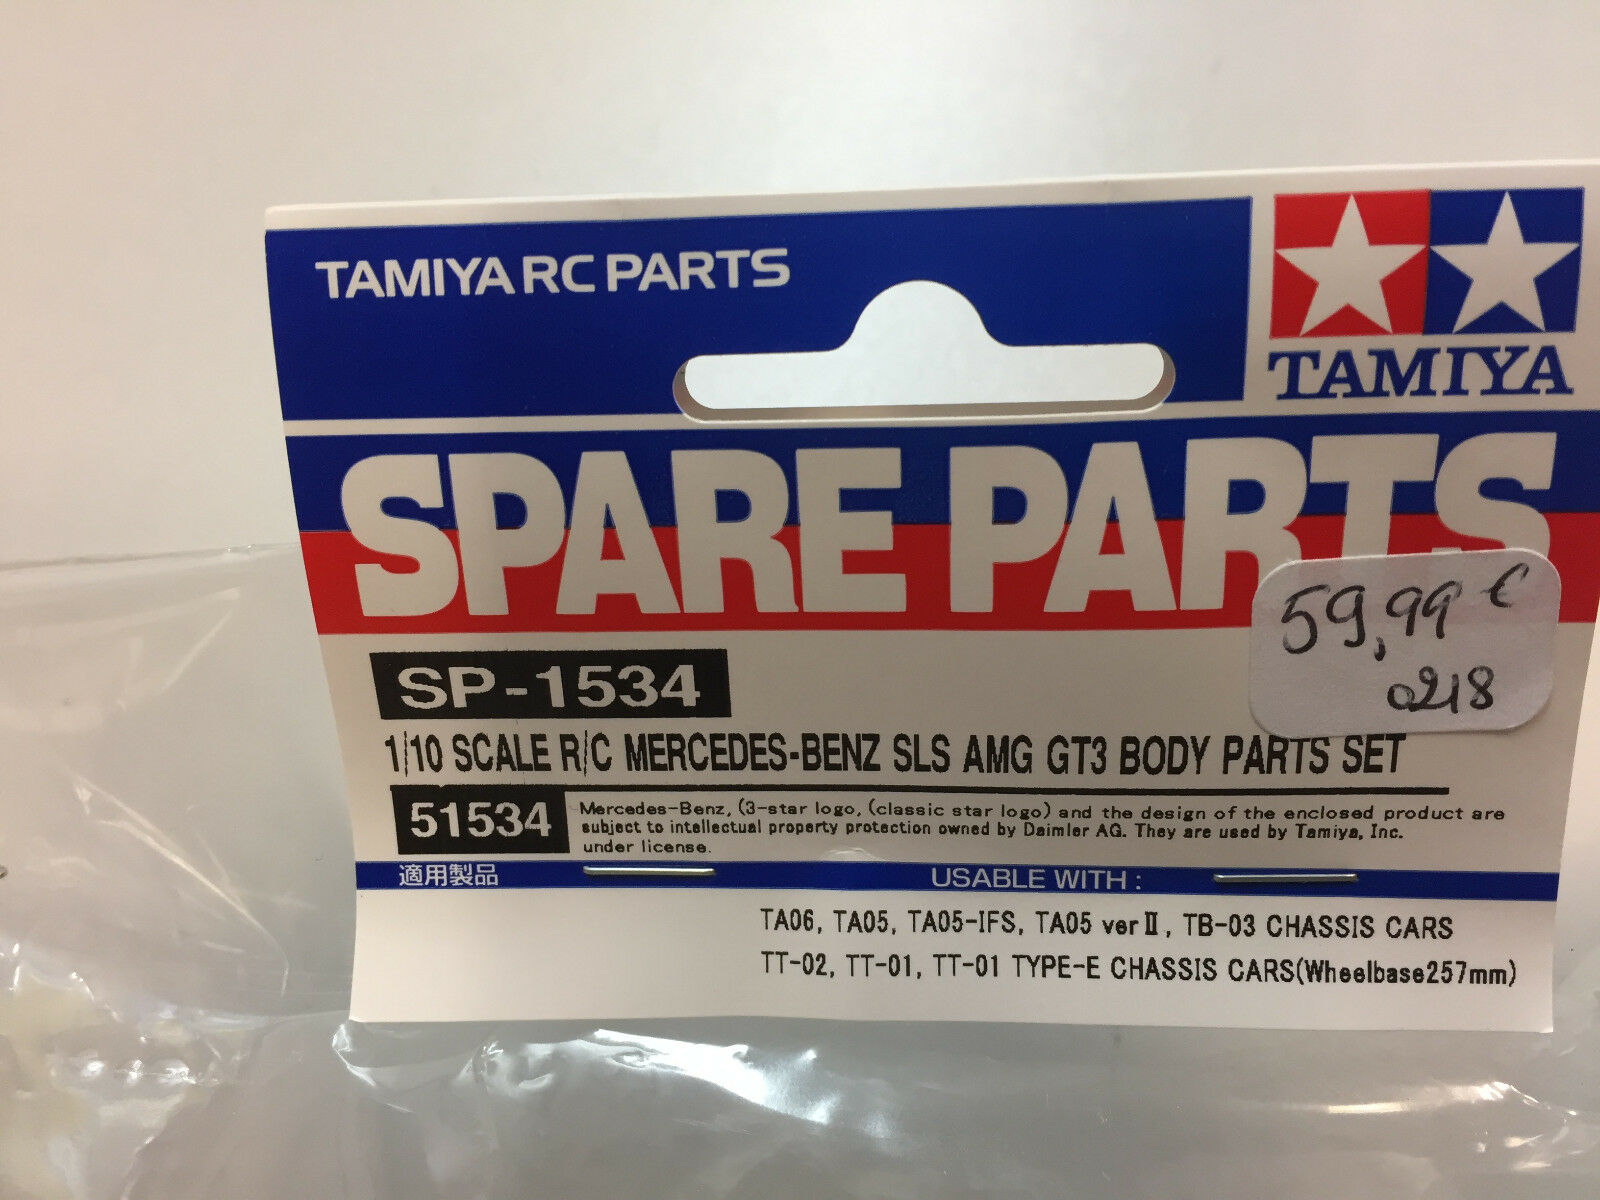 TAMIYA RC PARTS
TAMIYA
SPARE PARTS
59,99 €
0218
SP-1534
1/10 SCALE R/C MERCEDES-BENZ SLS AMG GT3 BODY PARTS SET
51534
Mercedes-Benz, (3-star logo, (classic star logo) and the design of the enclosed product are
subject to intellectual property protection owned by Daimler AG. They are used by Tamiya, Inc.
under license.
適用製品
USABLE WITH :
TA06, TA05, TA05-IFS, TA05 verⅡ, TB-03 CHASSIS CARS
TT-02, TT-01, TT-01 TYPE-E CHASSIS CARS(Wheelbase257mm)